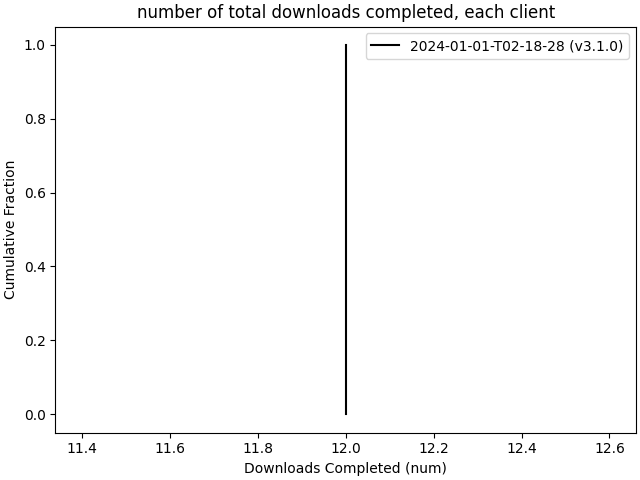 number of total downloads completed, each client
2024-01-01-T02-18-28 (v3.1.0)
1.0
0.8
0.6
0.4
0.2
0.0
Cumulative Fraction
11.4 11.6 11.8 12.0 12.2 12.4 12.6
Downloads Completed (num)